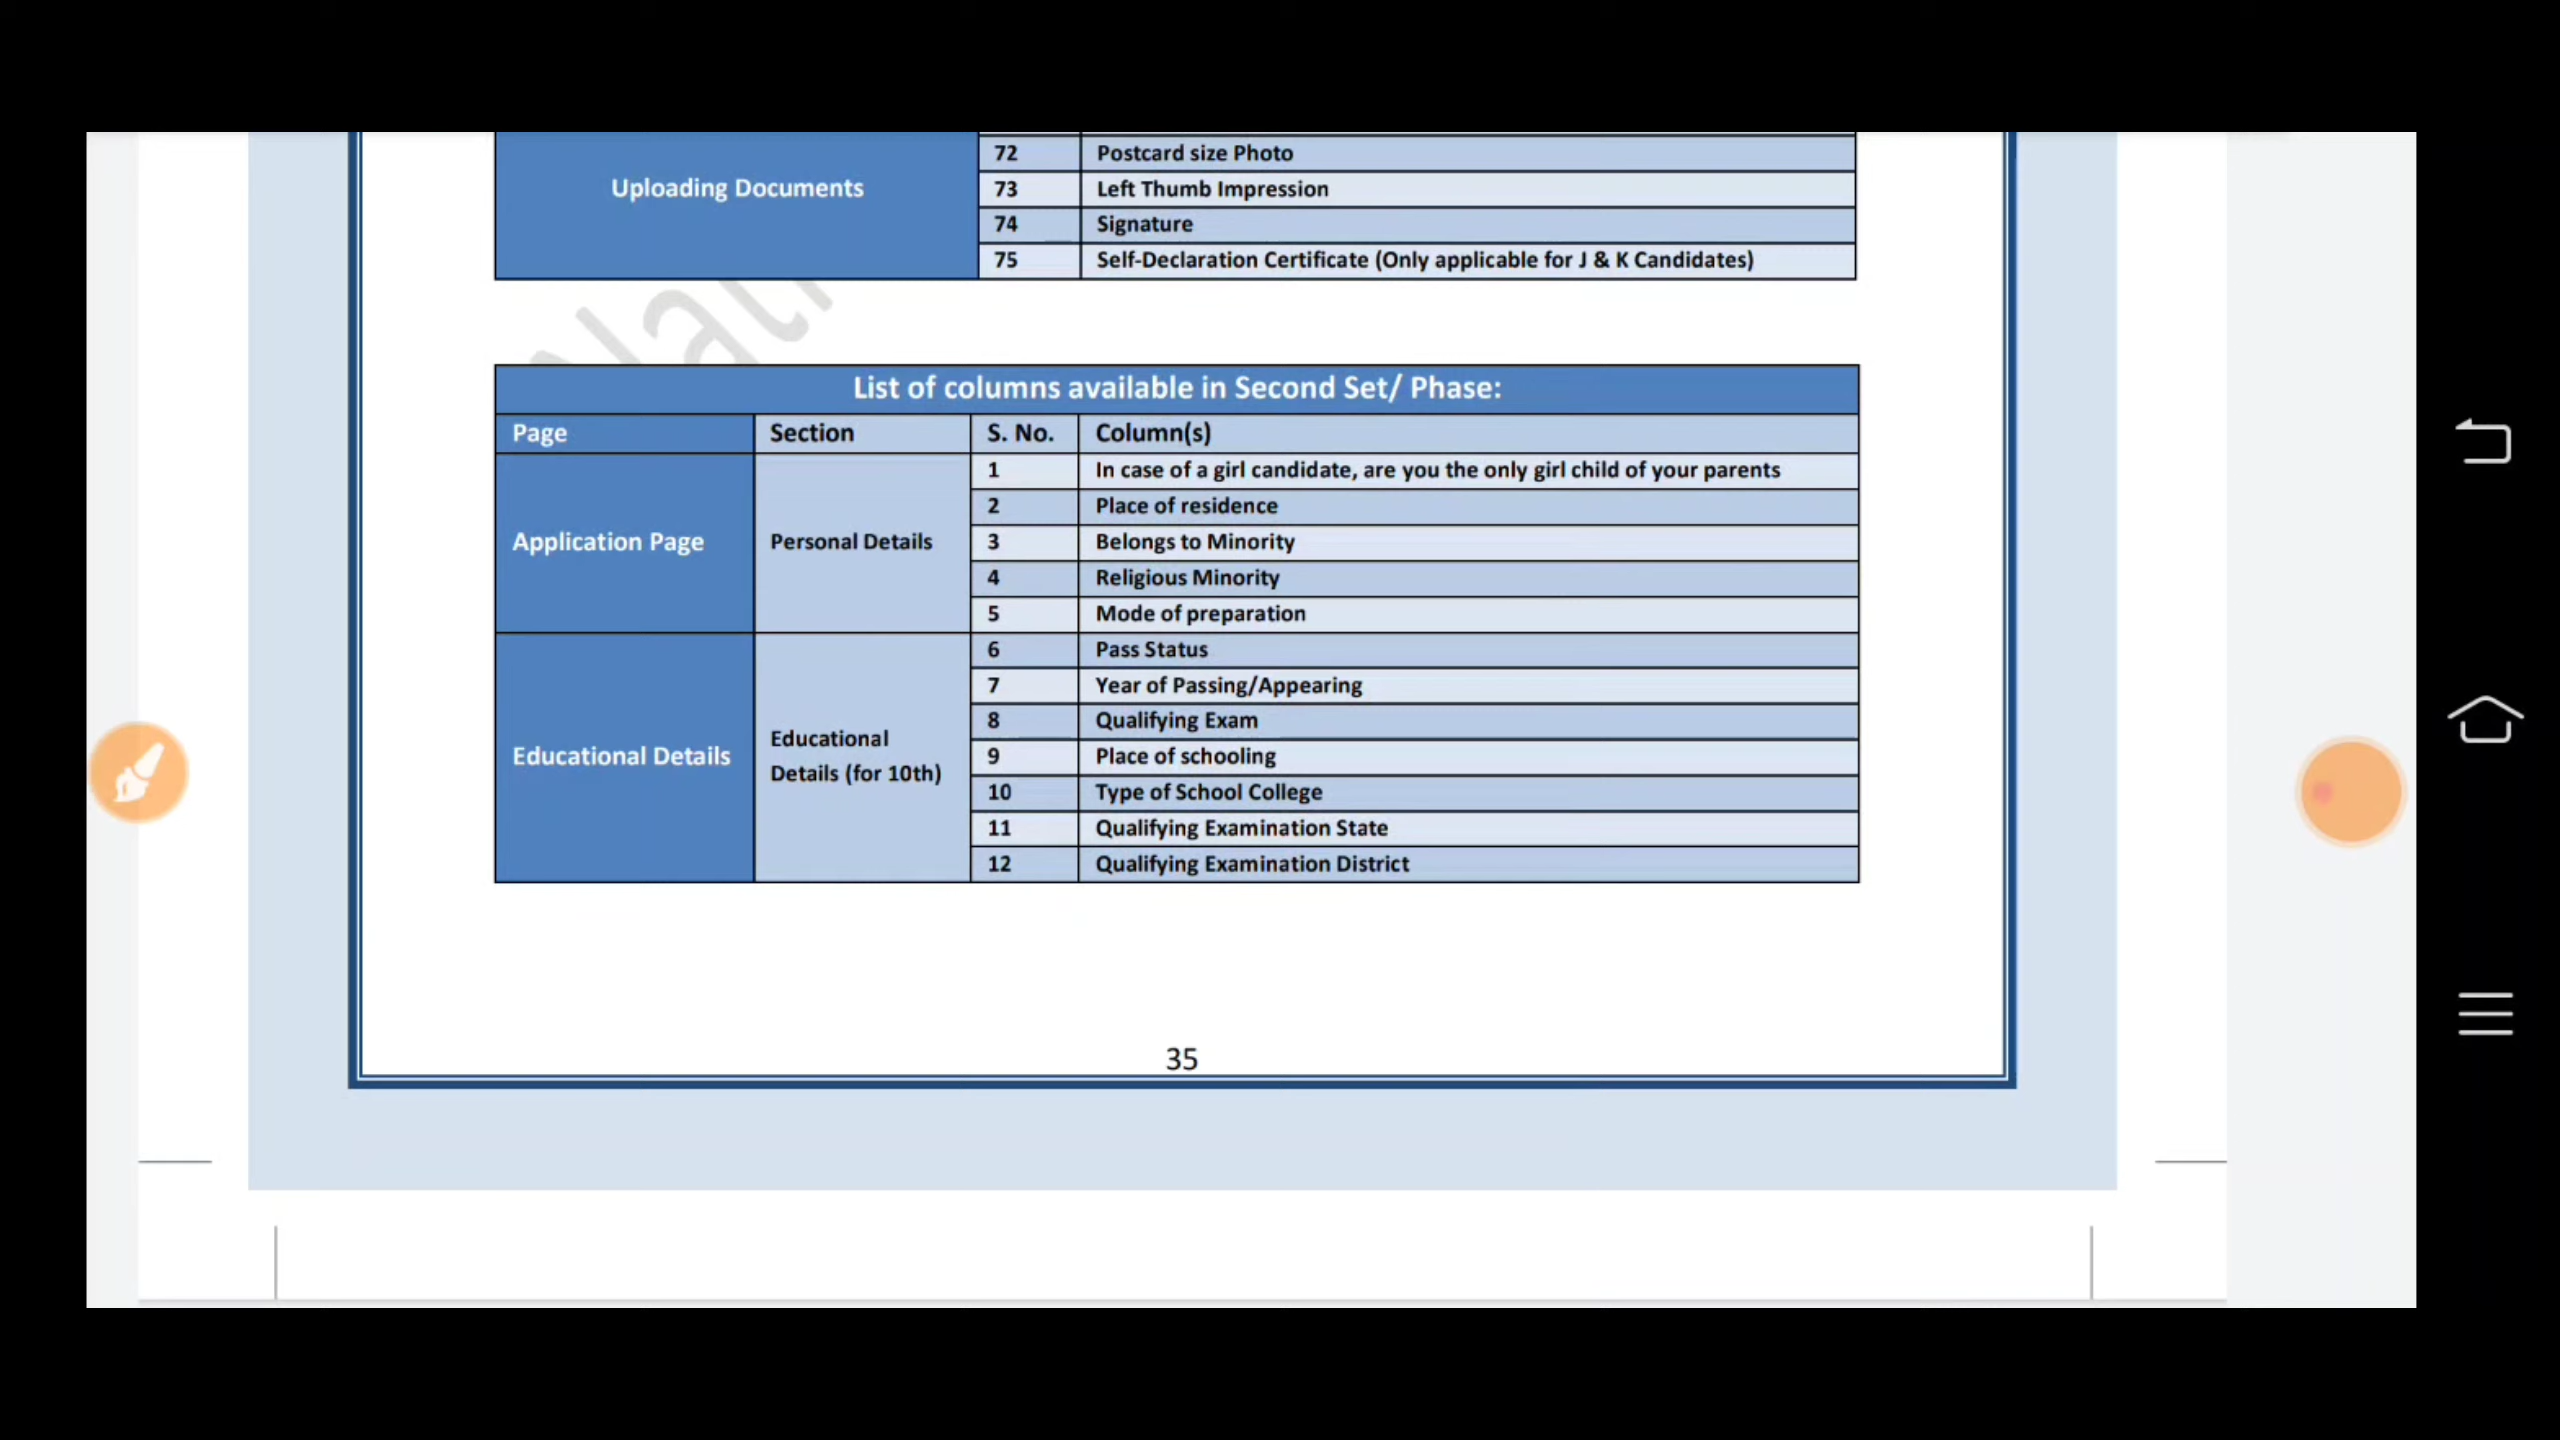 72 Postcard size Photo
Uploading Documents 73 Left Thumb Impression
74 Signature
75 Self-Declaration Certificate (Only applicable for J & K Candidates)
List of columns available in Second Set/ Phase:
Page Section S. No. Column(s)
1 In case of a girl candidate, are you the only girl child of your parents
2 Place of residence
Application Page Personal Details 3 Belongs to Minority
4 Religious Minority
5 Mode of preparation
6 Pass Status
7 Year of Passing/Appearing
8 Qualifying Exam
Educational Details Educational Details (for 10th) 9 Place of schooling
10 Type of School College
11 Qualifying Examination State
12 Qualifying Examination District
35